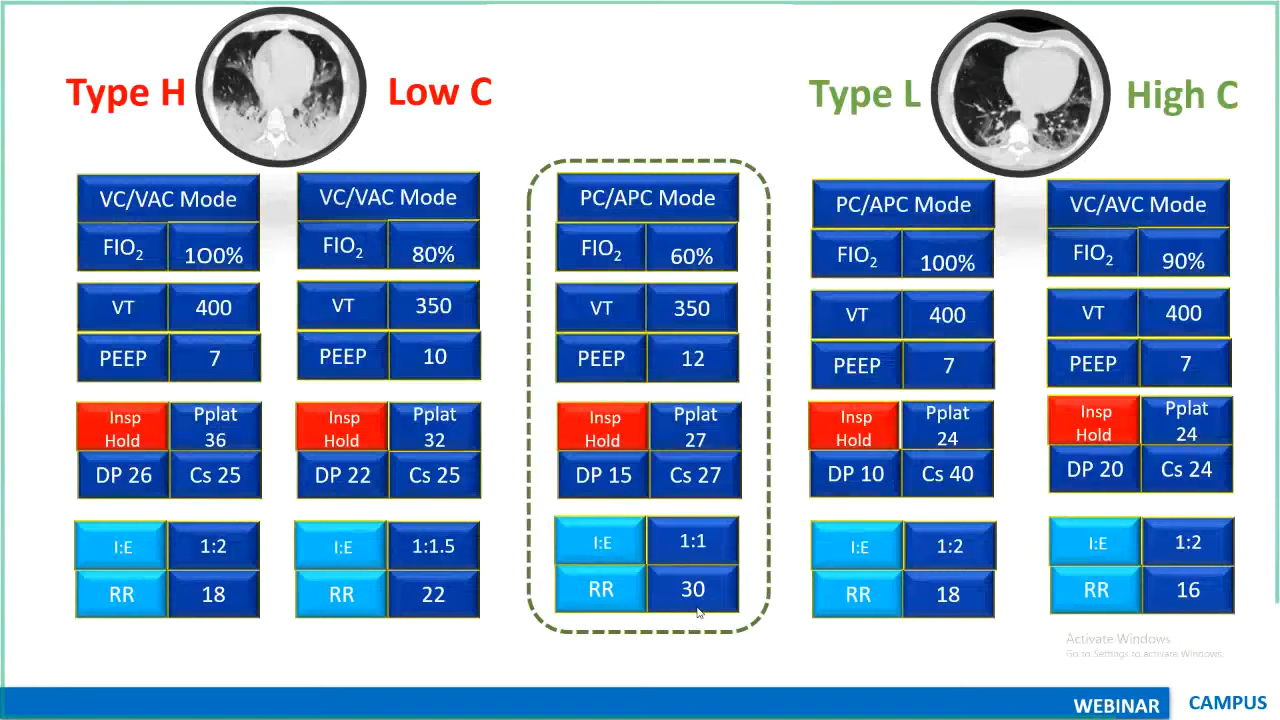 Type H
Low C
Type L
High C
VC/VAC Mode
FIO2 1O0%
VT 400
PEEP 7
Insp Hold
Pplat 36
DP 26 Cs 25
I:E 1:2
RR 18
VC/VAC Mode
FIO2 80%
VT 350
PEEP 10
Insp Hold
Pplat 32
DP 22 Cs 25
I:E 1:1.5
RR 22
PC/APC Mode
FIO2 60%
VT 350
PEEP 12
Insp Hold
Pplat 27
DP 15 Cs 27
I:E 1:1
RR 30
PC/APC Mode
FIO2 100%
VT 400
PEEP 7
Insp Hold
Pplat 24
DP 10 Cs 40
I:E 1:2
RR 18
VC/AVC Mode
FIO2 90%
VT 400
PEEP 7
Insp Hold
Pplat 24
DP 20 Cs 24
I:E 1:2
RR 16
Activate Windows
Go to Settings to activate Windows.
WEBINAR CAMPUS